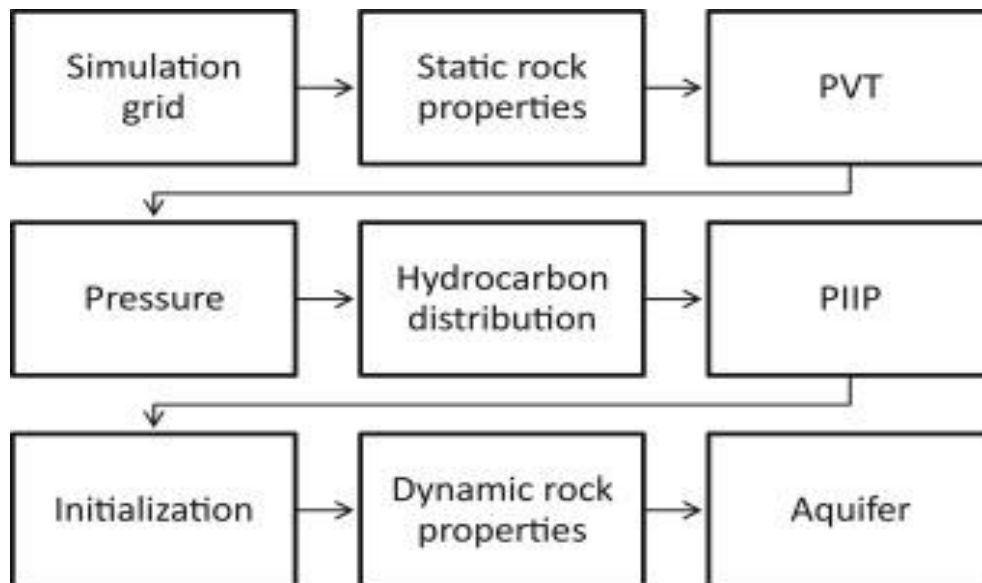 Simulation
grid
Static rock
properties
PVT
Pressure
Hydrocarbon
distribution
PIIP
Initialization
Dynamic rock
properties
Aquifer